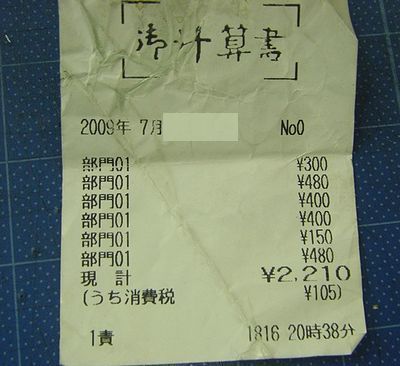 御計算書
2009年 7月 No0
部門01 ¥300
部門01 ¥480
部門01 ¥400
部門01 ¥400
部門01 ¥150
部門01 ¥480
現 計 ¥2,210
(うち消費税 ¥105)
1責 1816 20時38分